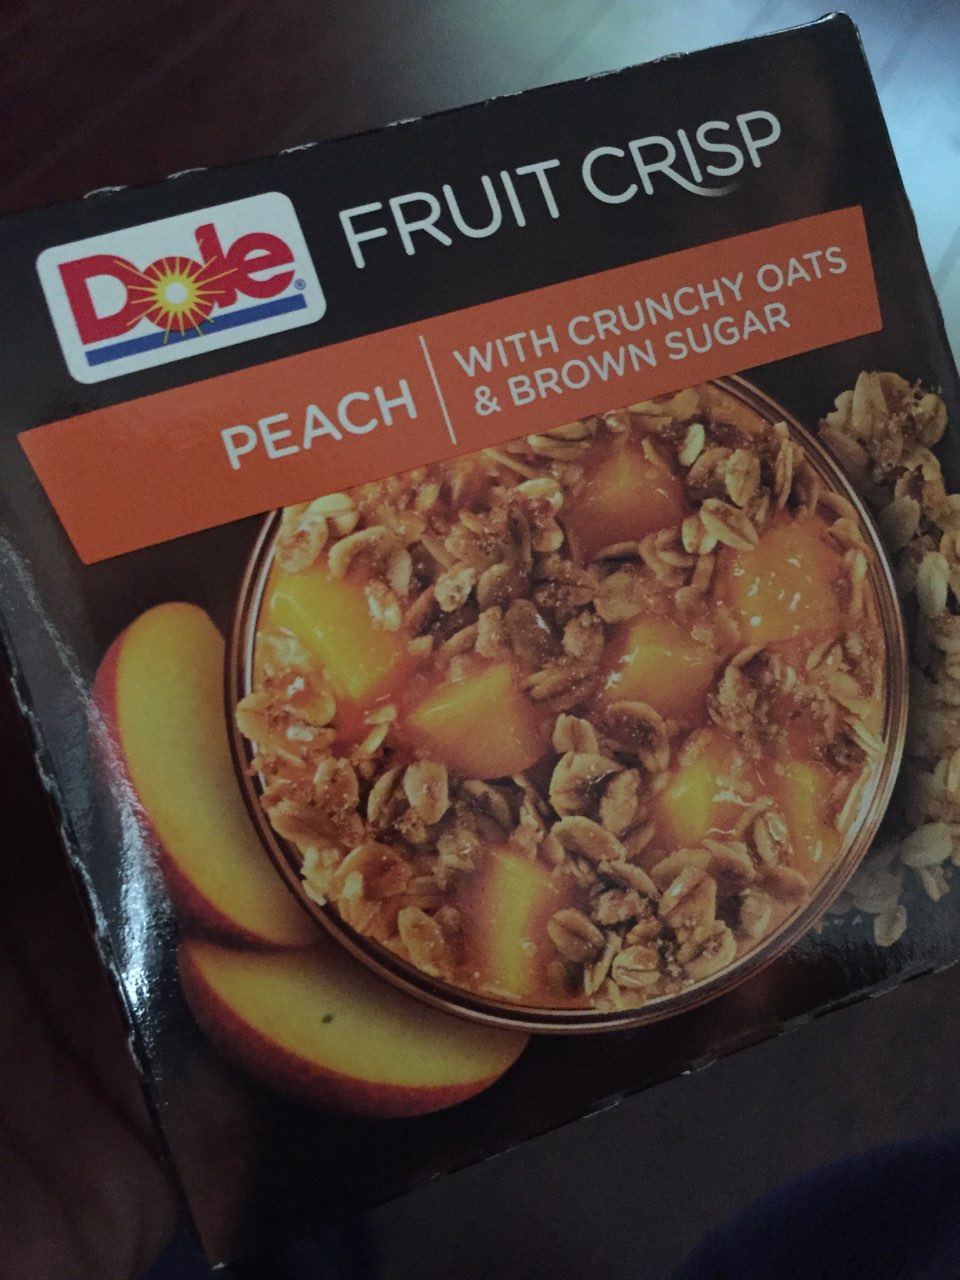 Dole®
FRUIT CRISP
PEACH
WITH CRUNCHY OATS
& BROWN SUGAR